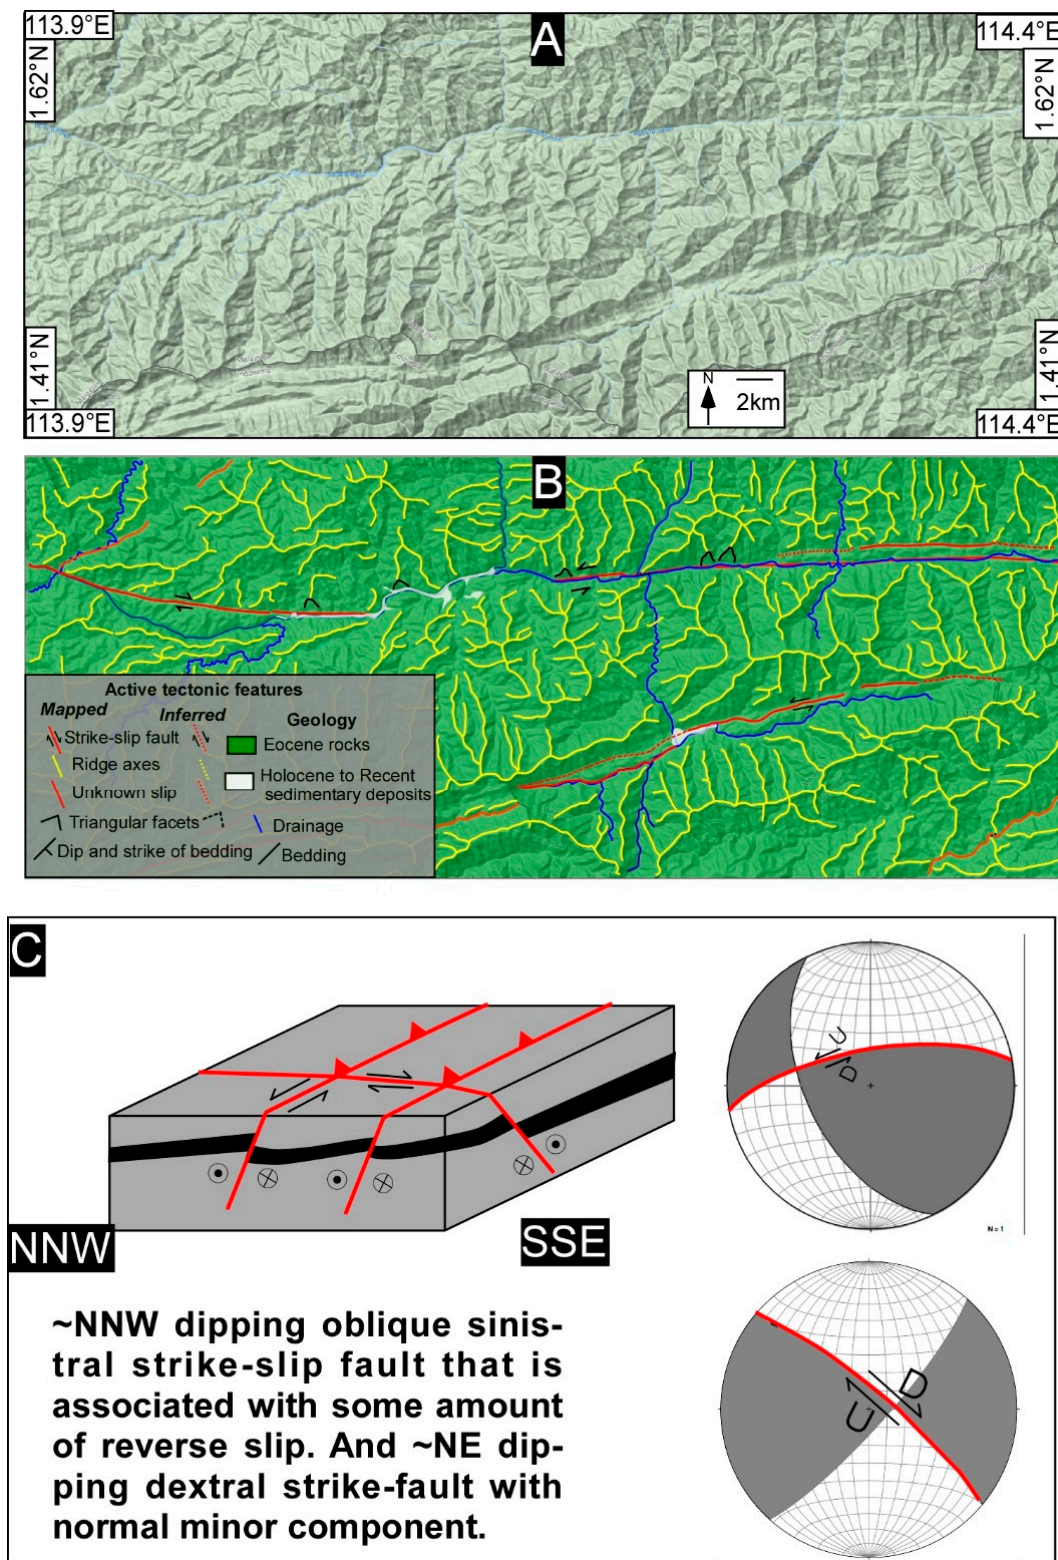 113.9°E
A
114.4°E
1.62°N
1.62°N
1.41°N
1.41°N
113.9°E
N
2km
114.4°E
B
Active tectonic features
Mapped
Inferred
Geology
Strike-slip fault
Eocene rocks
Ridge axes
Holocene to Recent
sedimentary deposits
Unknown slip
Triangular facets
Drainage
Dip and strike of bedding
Bedding
C
U
D
N = 1
NNW
SSE
D
U
~NNW dipping oblique sinis-
tral strike-slip fault that is
associated with some amount
of reverse slip. And ~NE dip-
ping dextral strike-fault with
normal minor component.